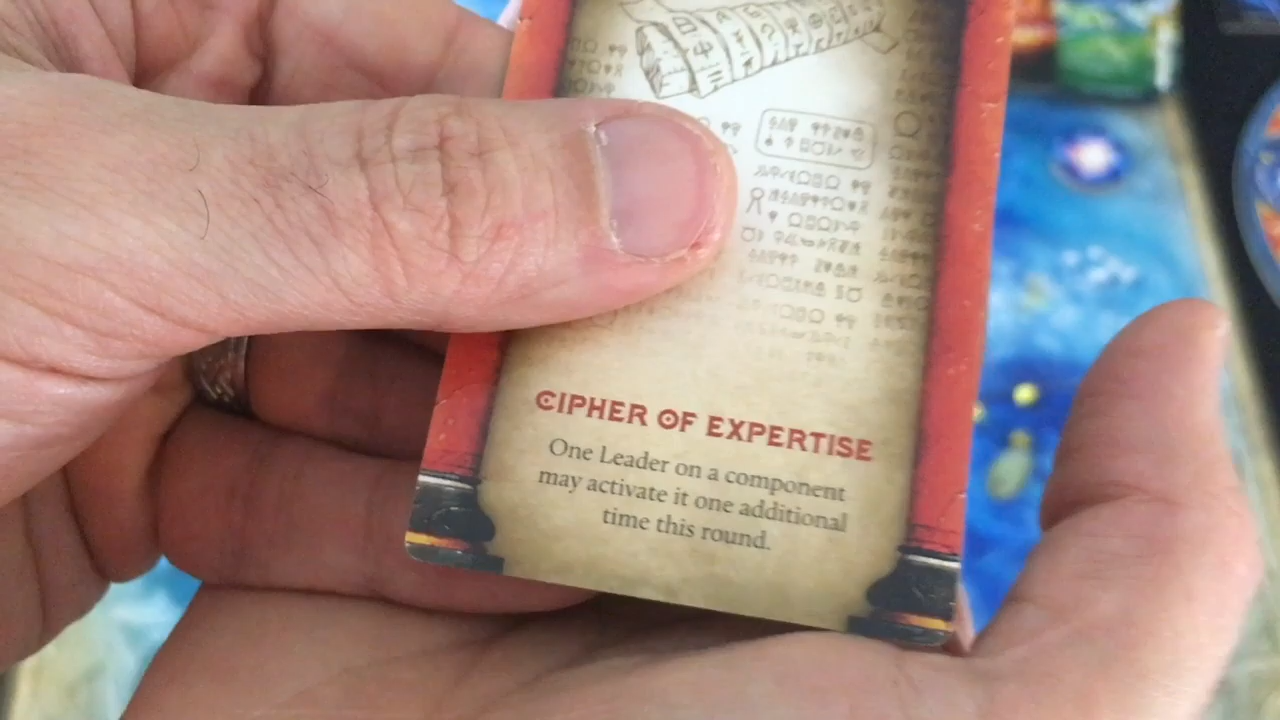 CIPHER OF EXPERTISE
One Leader on a component
may activate it one additional
time this round.